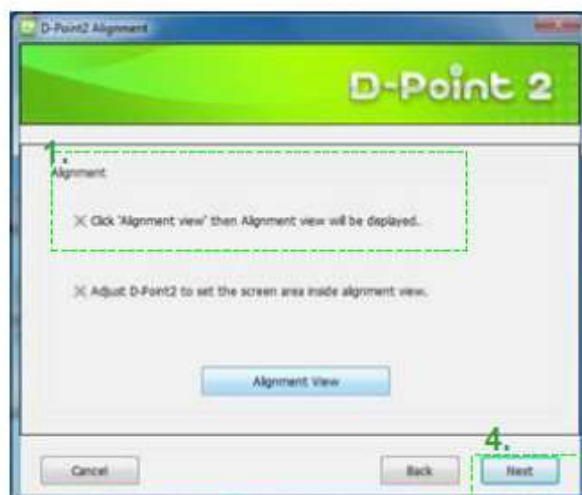 D-Point2 Alignment
D-Point 2
1.
Alignment
※ Click 'Alignment view' then Alignment view will be displayed.
※ Adjust D-Point2 to set the screen area inside alignment view.
Alignment View
4.
Cancel Back Next